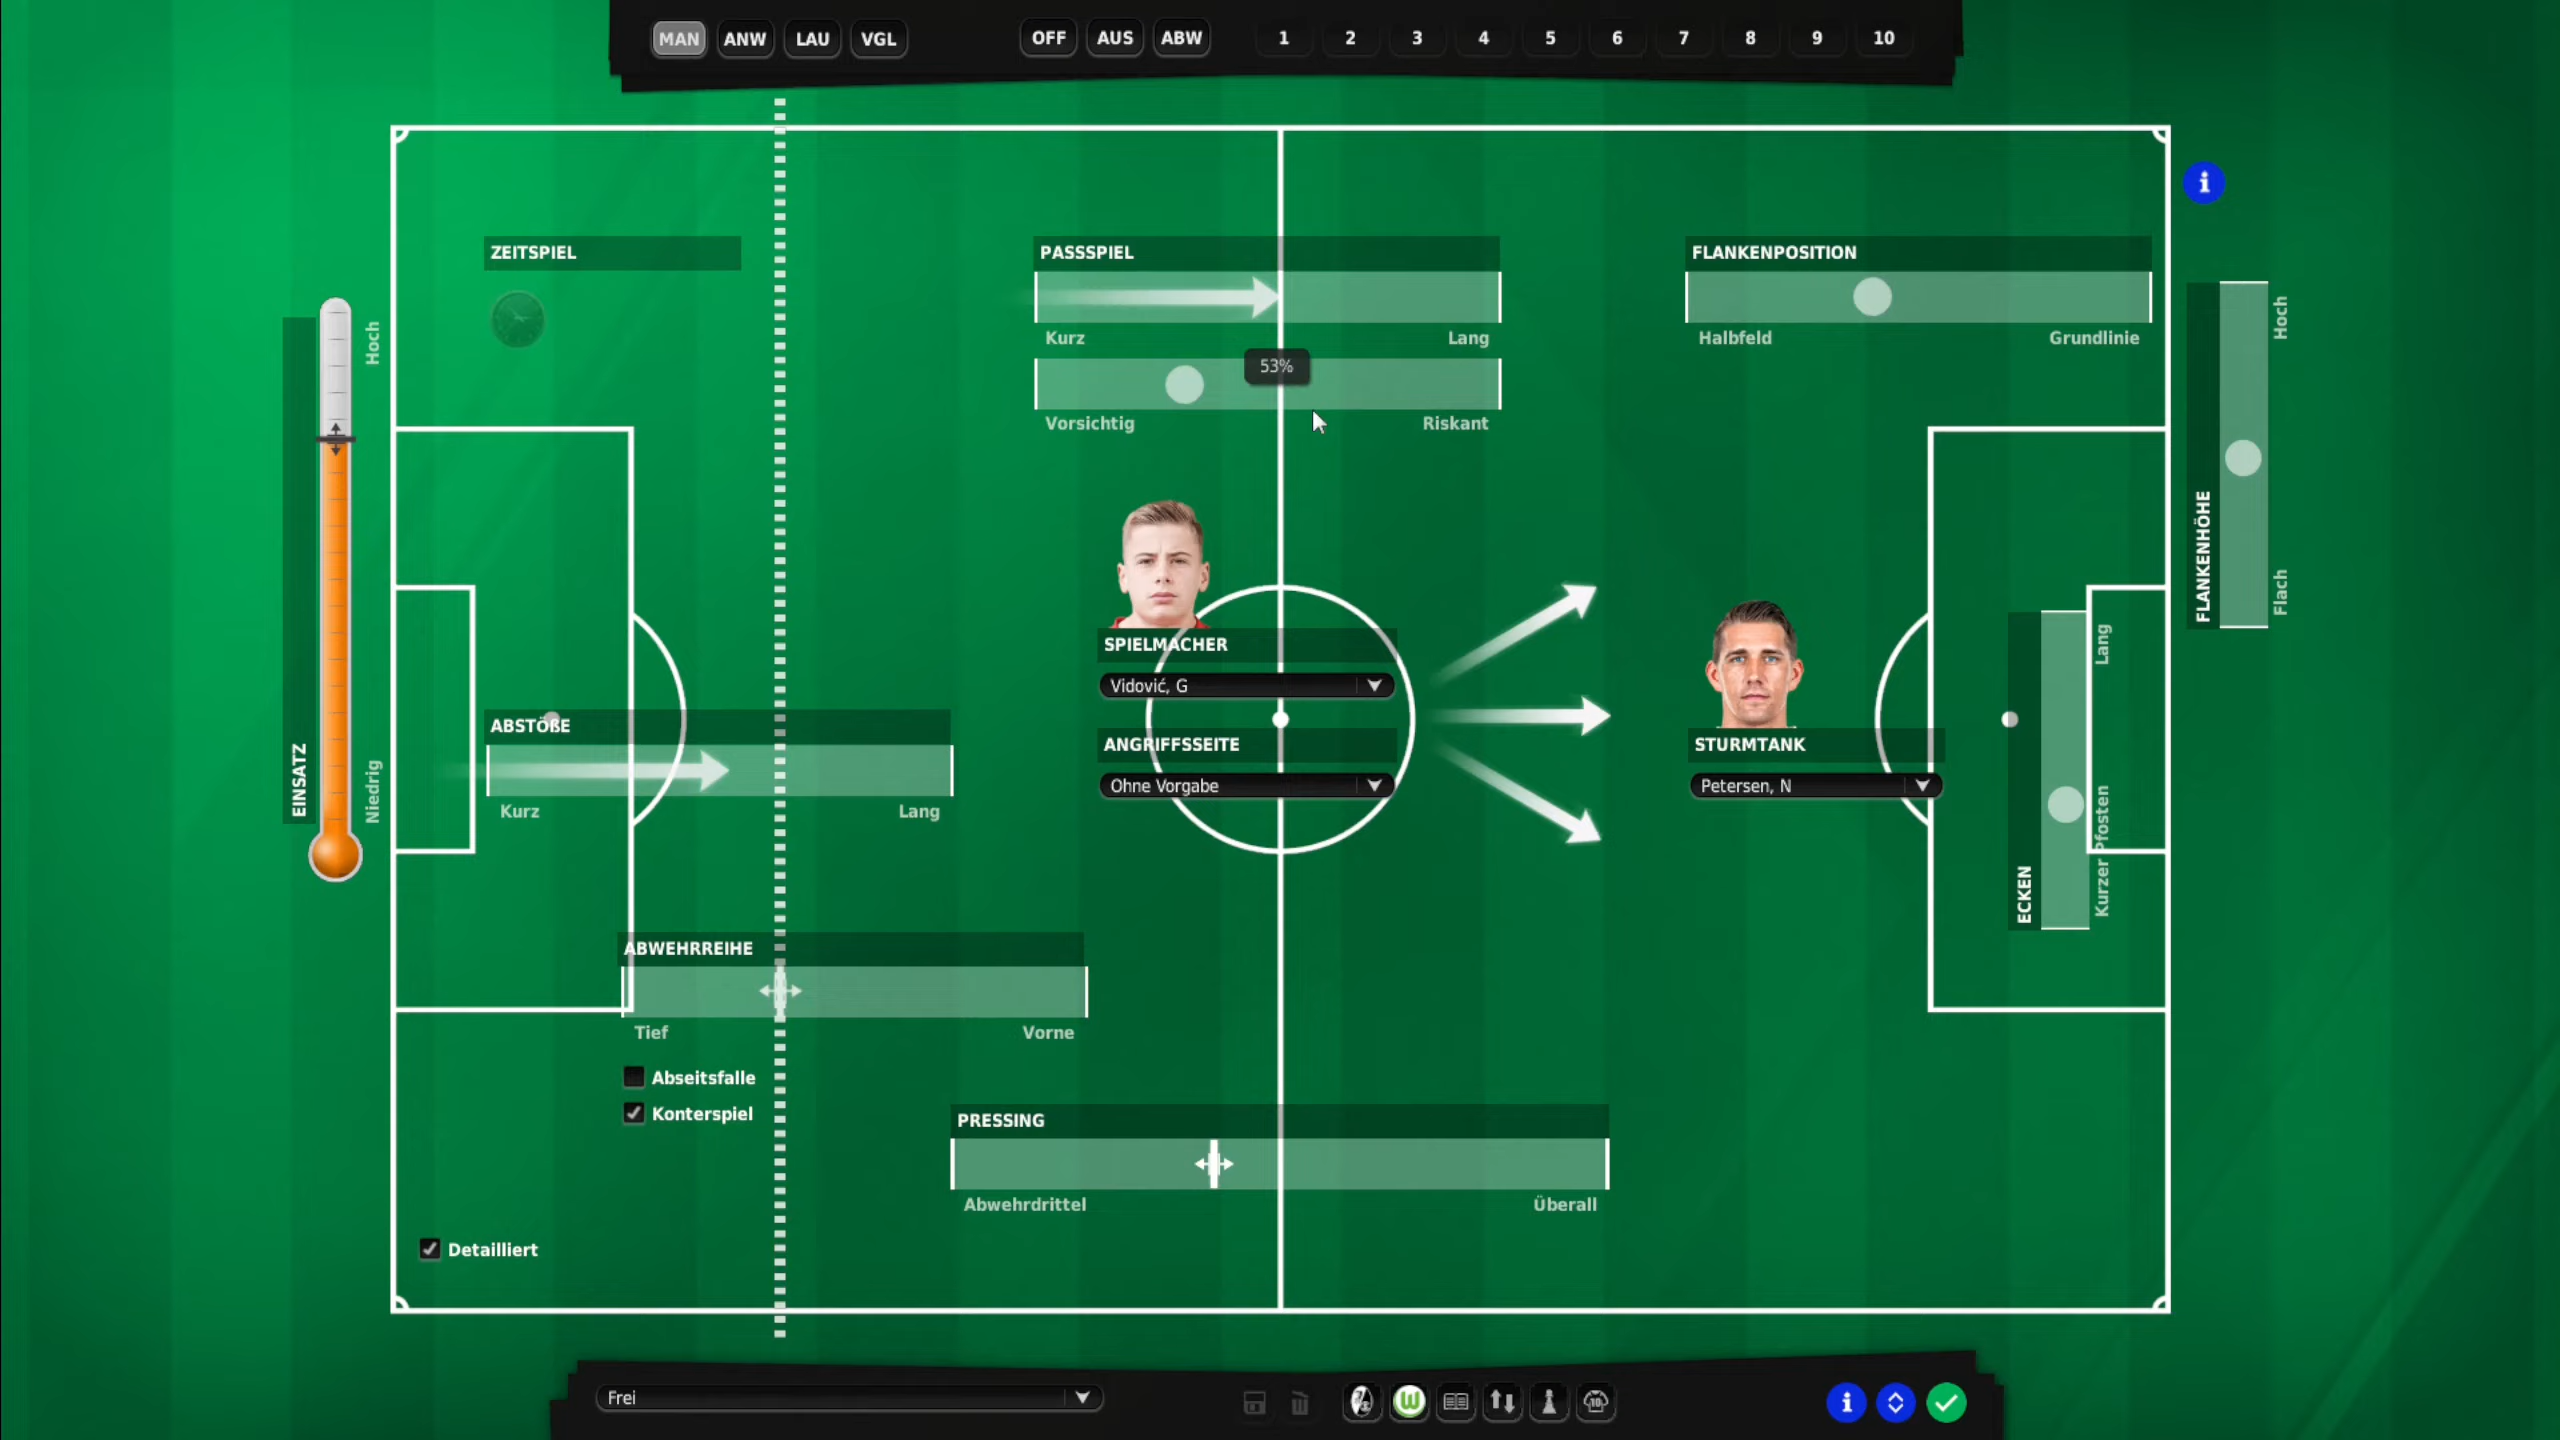 MAN ANW LAU VGL OFF AUS ABW 1 2 3 4 5 6 7 8 9 10
ZEITSPIEL
PASSSPIEL
Kurz Lang
53%
Vorsichtig Riskant
FLANKENPOSITION
Halbfeld Grundlinie
FLANKENHÖHE
Hoch
Flach
EINSATZ
Hoch
Niedrig
SPIELMACHER
Vidović, G
ANGRIFFSSEITE
Ohne Vorgabe
STURMTANK
Petersen, N
ABSTÖßE
Kurz Lang
ECKEN
Lang
Kurzer Pfosten
ABWEHRREIHE
Tief Vorne
Abseitsfalle
Konterspiel
PRESSING
Abwehrdrittel Überall
Detailliert
Frei
10